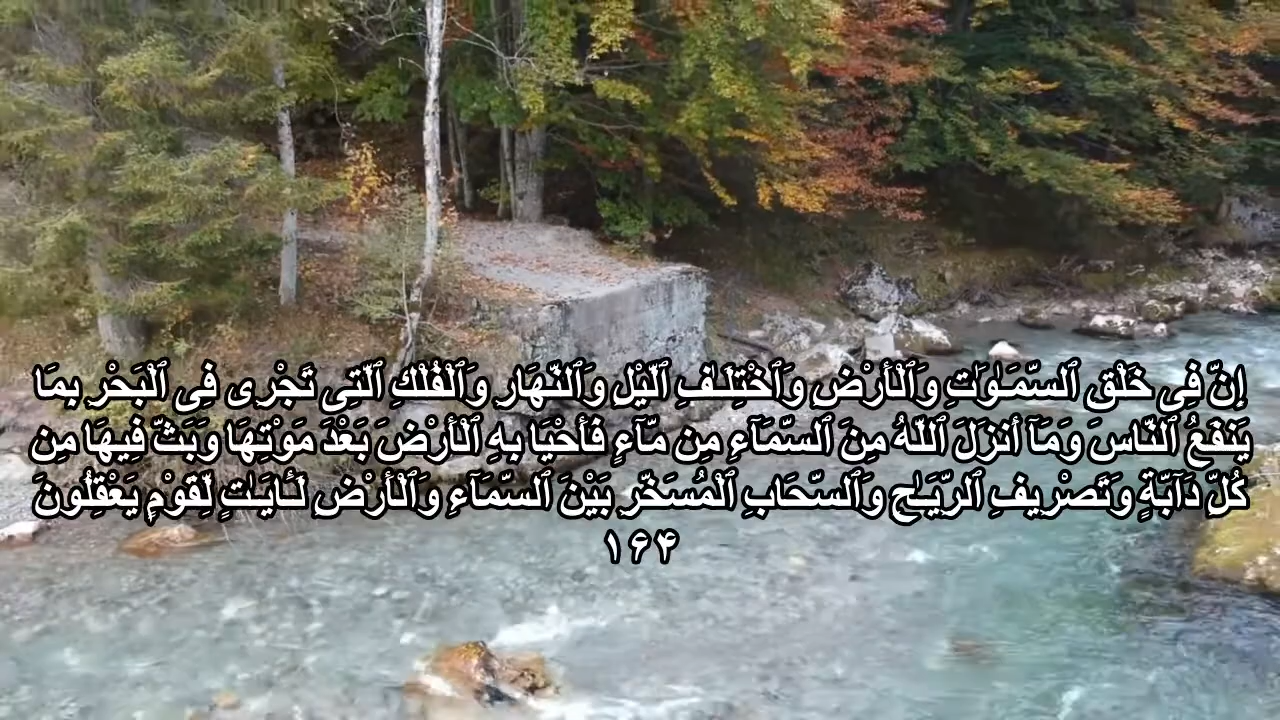 إِنَّ فِي خَلْقِ ٱلسَّمَـٰوَٰتِ وَٱلْأَرْضِ وَٱخْتِلَـٰفِ ٱلَّيْلِ وَٱلنَّهَارِ وَٱلْفُلْكِ ٱلَّتِى تَجْرِى فِى ٱلْبَحْرِ بِمَا
يَنفَعُ ٱلنَّاسَ وَمَآ أَنزَلَ ٱللَّهُ مِنَ ٱلسَّمَآءِ مِن مَّآءٍ فَأَحْيَا بِهِ ٱلْأَرْضَ بَعْدَ مَوْتِهَا وَبَثَّ فِيهَا مِن
كُلِّ دَآبَّةٍ وَتَصْرِيفِ ٱلرِّيَـٰحِ وَٱلسَّحَابِ ٱلْمُسَخَّرِ بَيْنَ ٱلسَّمَآءِ وَٱلْأَرْضِ لَـَٔايَـٰتٍ لِّقَوْمٍ يَعْقِلُونَ
۱۶۴